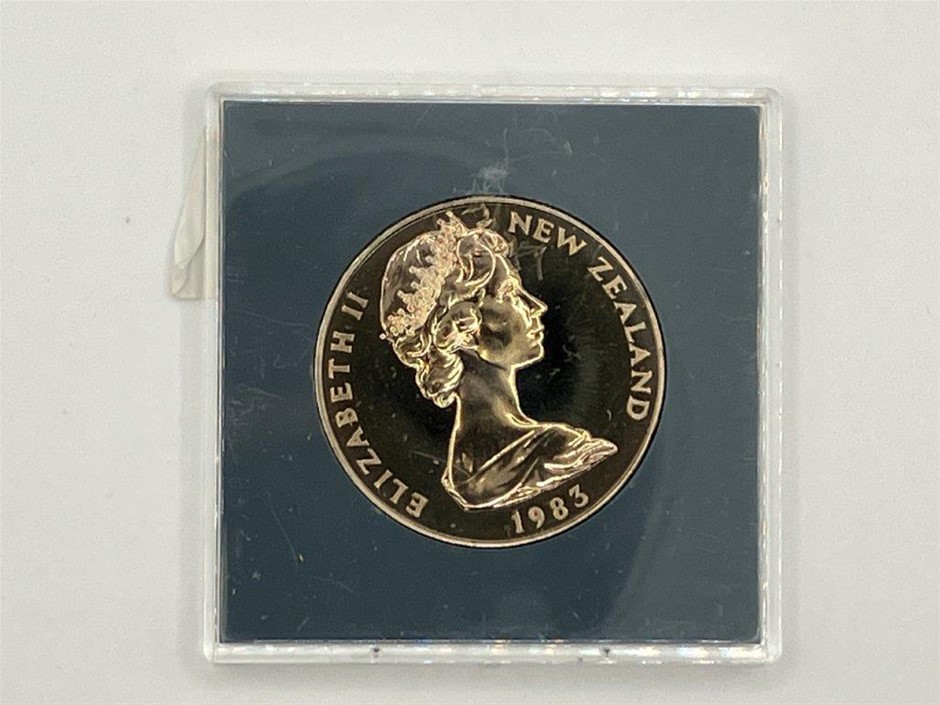 ELIZABETH II
NEW ZEALAND
1983